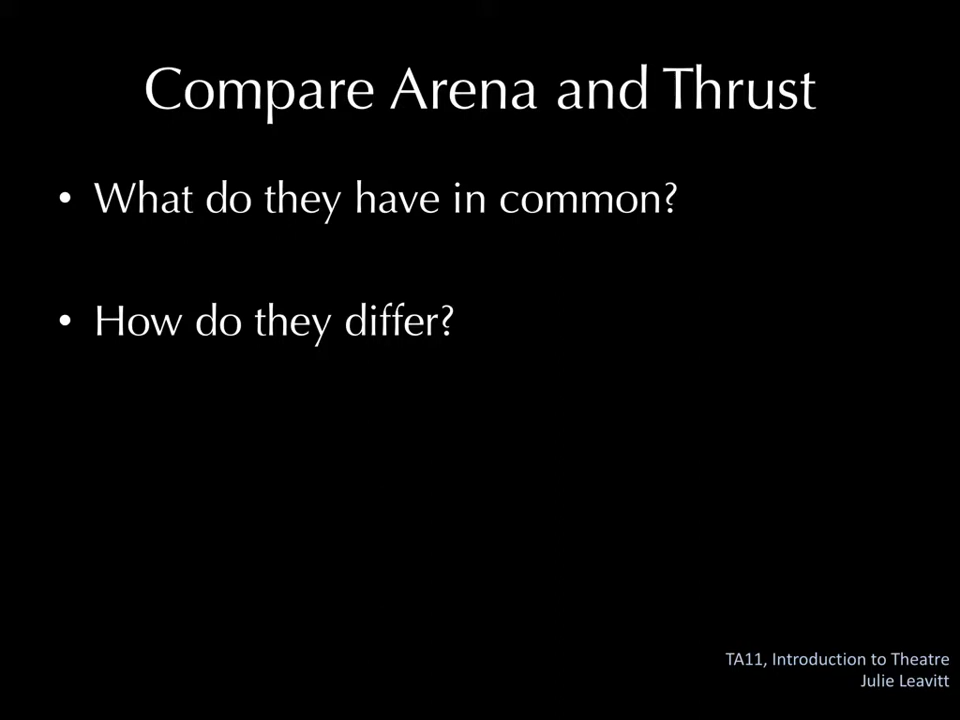 Compare Arena and Thrust
• What do they have in common?
• How do they differ?
TA11, Introduction to Theatre
Julie Leavitt